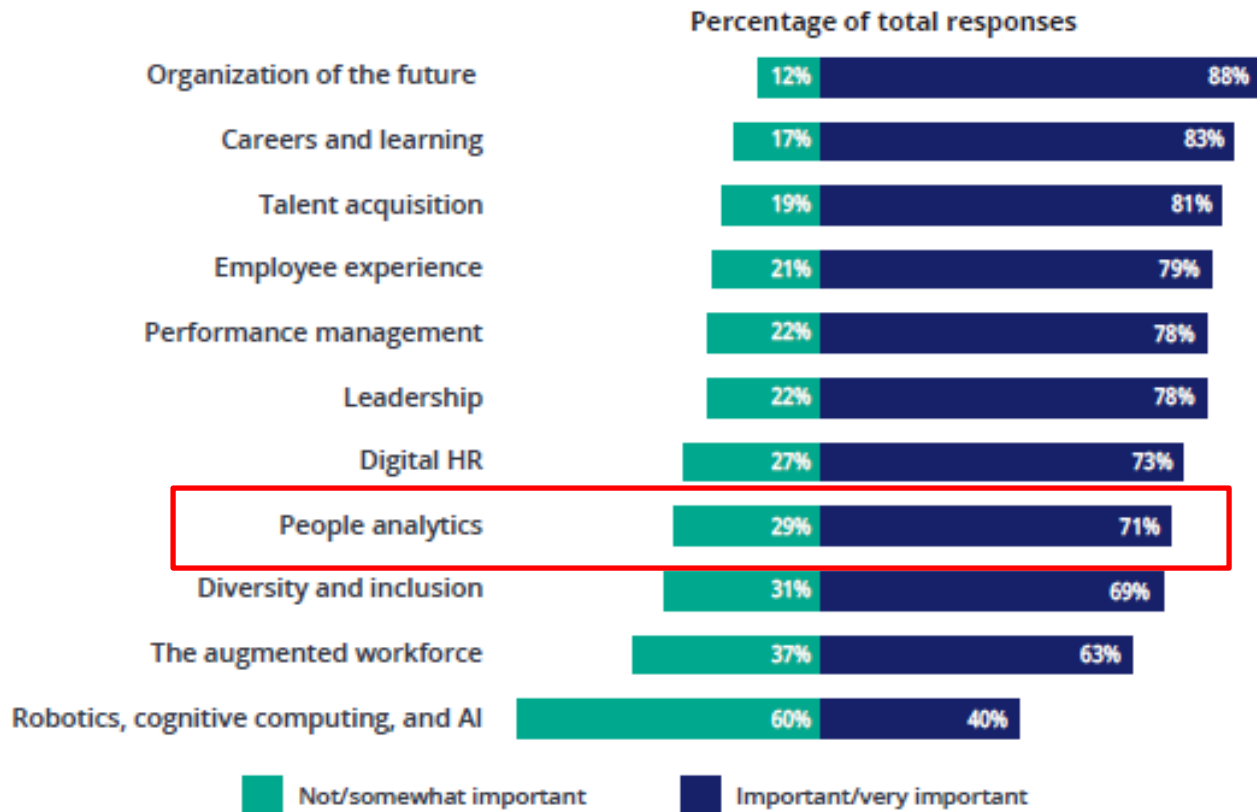 Percentage of total responses
Organization of the future 12% 88%
Careers and learning 17% 83%
Talent acquisition 19% 81%
Employee experience 21% 79%
Performance management 22% 78%
Leadership 22% 78%
Digital HR 27% 73%
People analytics 29% 71%
Diversity and inclusion 31% 69%
The augmented workforce 37% 63%
Robotics, cognitive computing, and AI 60% 40%
Not/somewhat important Important/very important